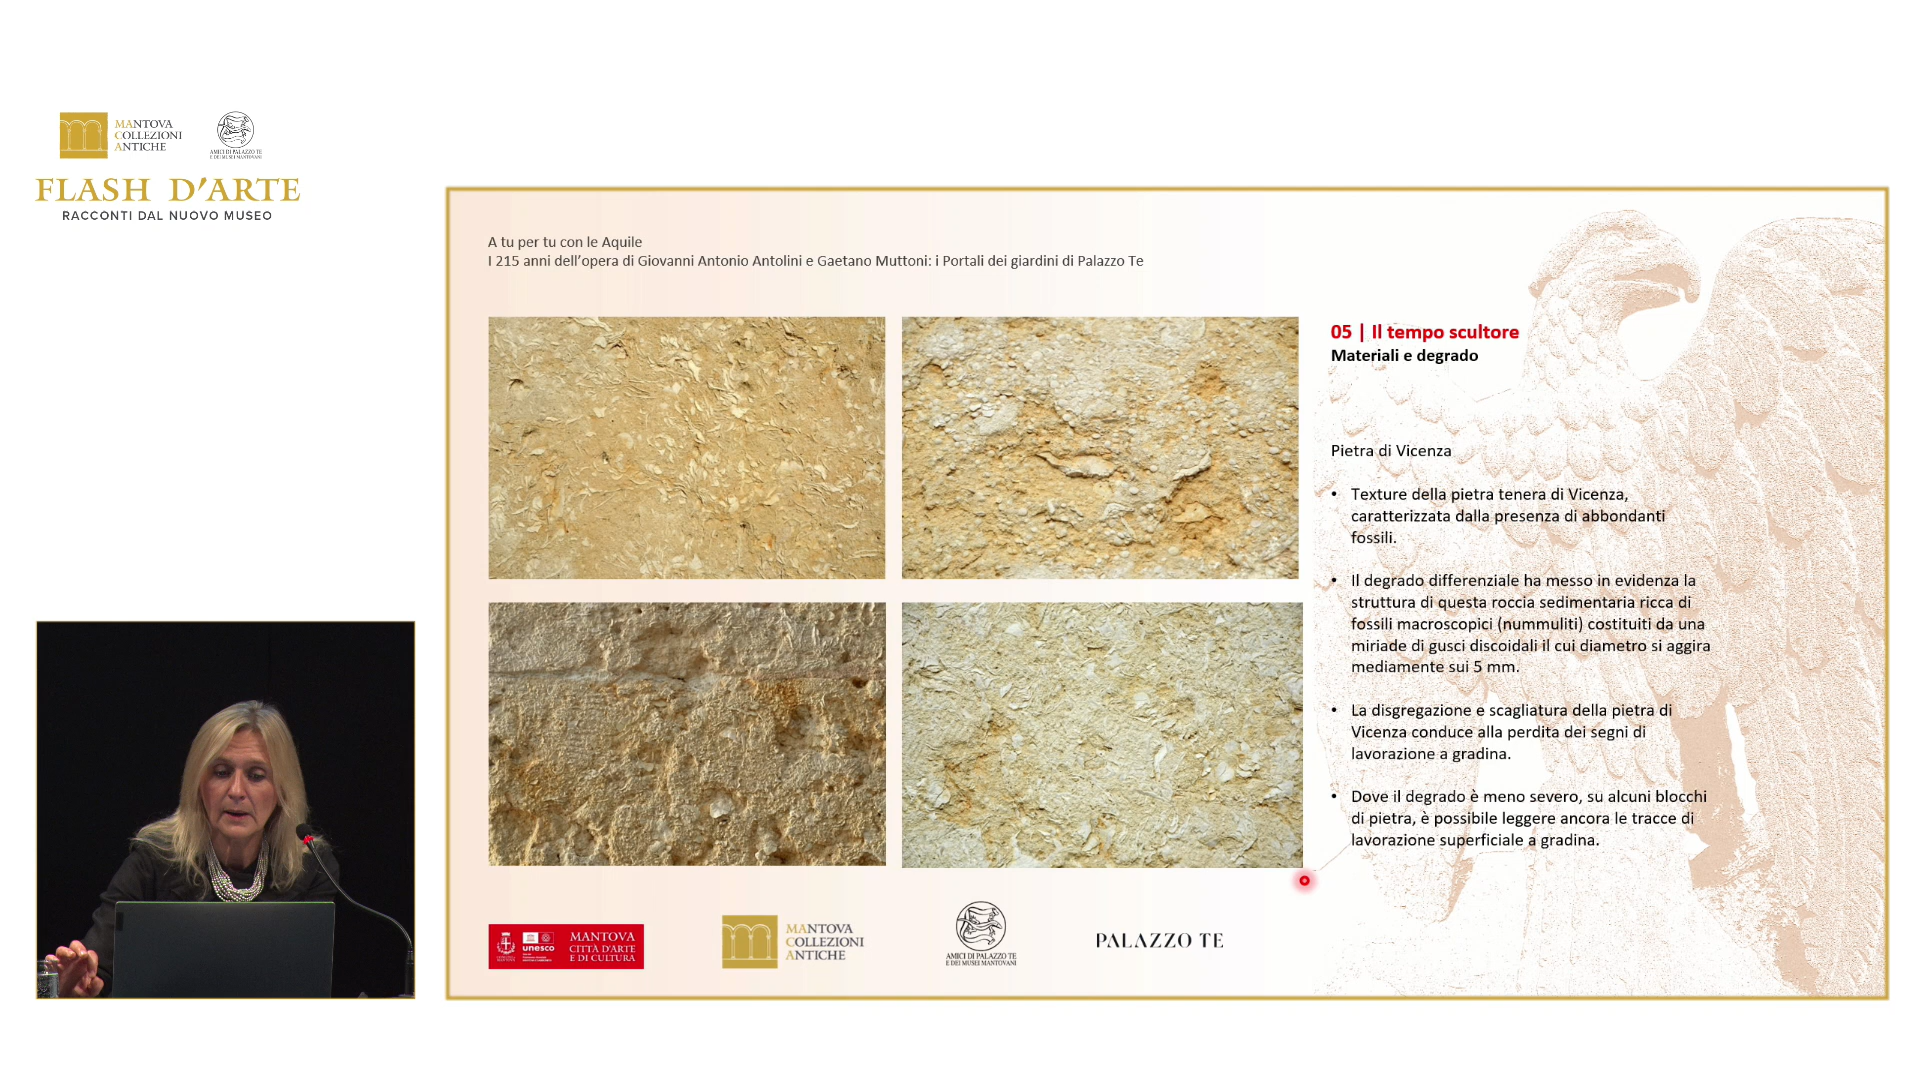 MANTOVA
COLLEZIONI
ANTICHE
AMICI DI PALAZZO TE
E DEI MUSEI MANTOVANI
FLASH D'ARTE
RACCONTI DAL NUOVO MUSEO
A tu per tu con le Aquile
I 215 anni dell'opera di Giovanni Antonio Antolini e Gaetano Muttoni: i Portali dei giardini di Palazzo Te
05 | Il tempo scultore
Materiali e degrado
Pietra di Vicenza
• Texture della pietra tenera di Vicenza,
caratterizzata dalla presenza di abbondanti
fossili.
• Il degrado differenziale ha messo in evidenza la
struttura di questa roccia sedimentaria ricca di
fossili macroscopici (nummuliti) costituiti da una
miriade di gusci discoidali il cui diametro si aggira
mediamente sui 5 mm.
• La disgregazione e scagliatura della pietra di
Vicenza conduce alla perdita dei segni di
lavorazione a gradina.
• Dove il degrado è meno severo, su alcuni blocchi
di pietra, è possibile leggere ancora le tracce di
lavorazione superficiale a gradina.
unesco
MANTOVA
CITTÀ D'ARTE
E DI CULTURA
MANTOVA
COLLEZIONI
ANTICHE
AMICI DI PALAZZO TE
E DEI MUSEI MANTOVANI
PALAZZO TE